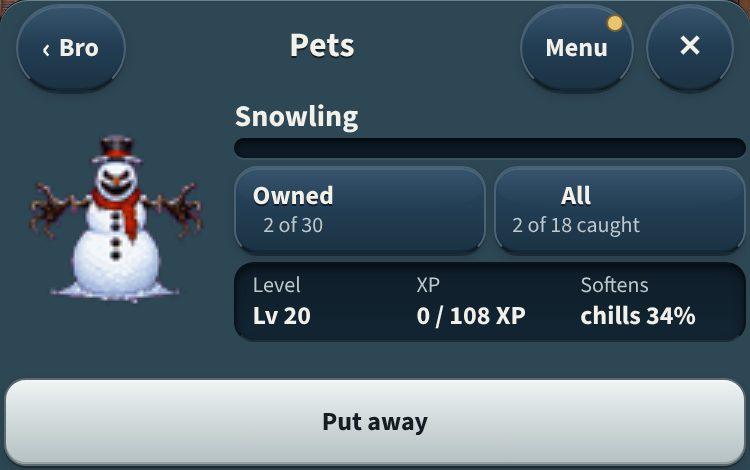 ‹ Bro
Pets
Menu
✕
Snowling
Owned
2 of 30
All
2 of 18 caught
Level
XP
Softens
Lv 20
0 / 108 XP
chills 34%
Put away